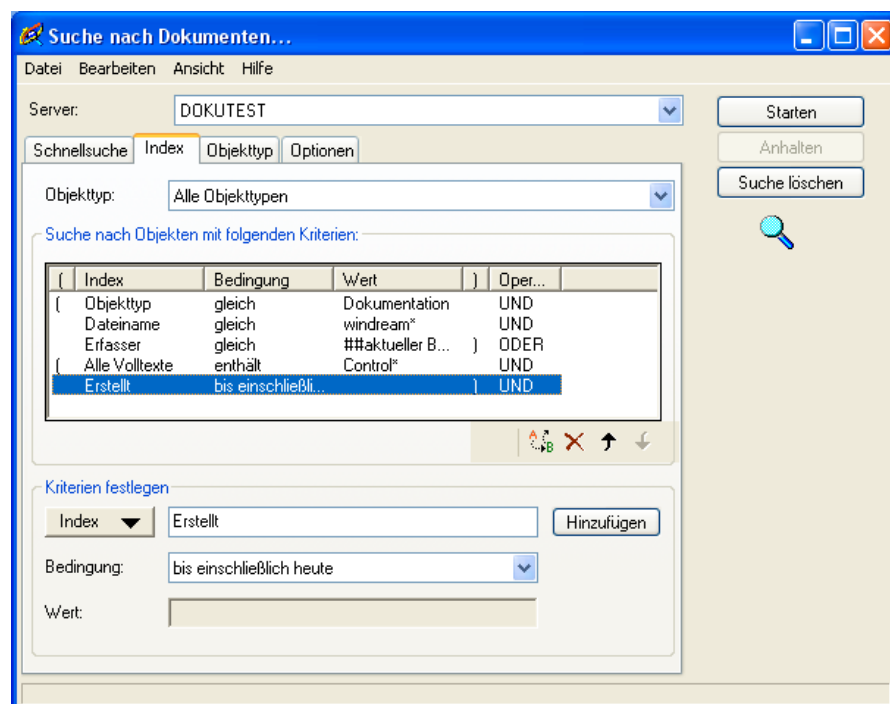 Suche nach Dokumenten...
Datei Bearbeiten Ansicht Hilfe
Server: DOKUTEST
Starten
Schnellsuche Index Objekttyp Optionen
Anhalten
Objekttyp: Alle Objekttypen
Suche löschen
Suche nach Objekten mit folgenden Kriterien:
( Index Bedingung Wert ) Oper...
( Objekttyp gleich Dokumentation UND
Dateiname gleich windream* UND
Erfasser gleich ##aktueller B... ) ODER
( Alle Volltexte enthält Control* UND
Erstellt bis einschließli... ) UND
A B
Kriterien festlegen
Index Erstellt Hinzufügen
Bedingung: bis einschließlich heute
Wert: